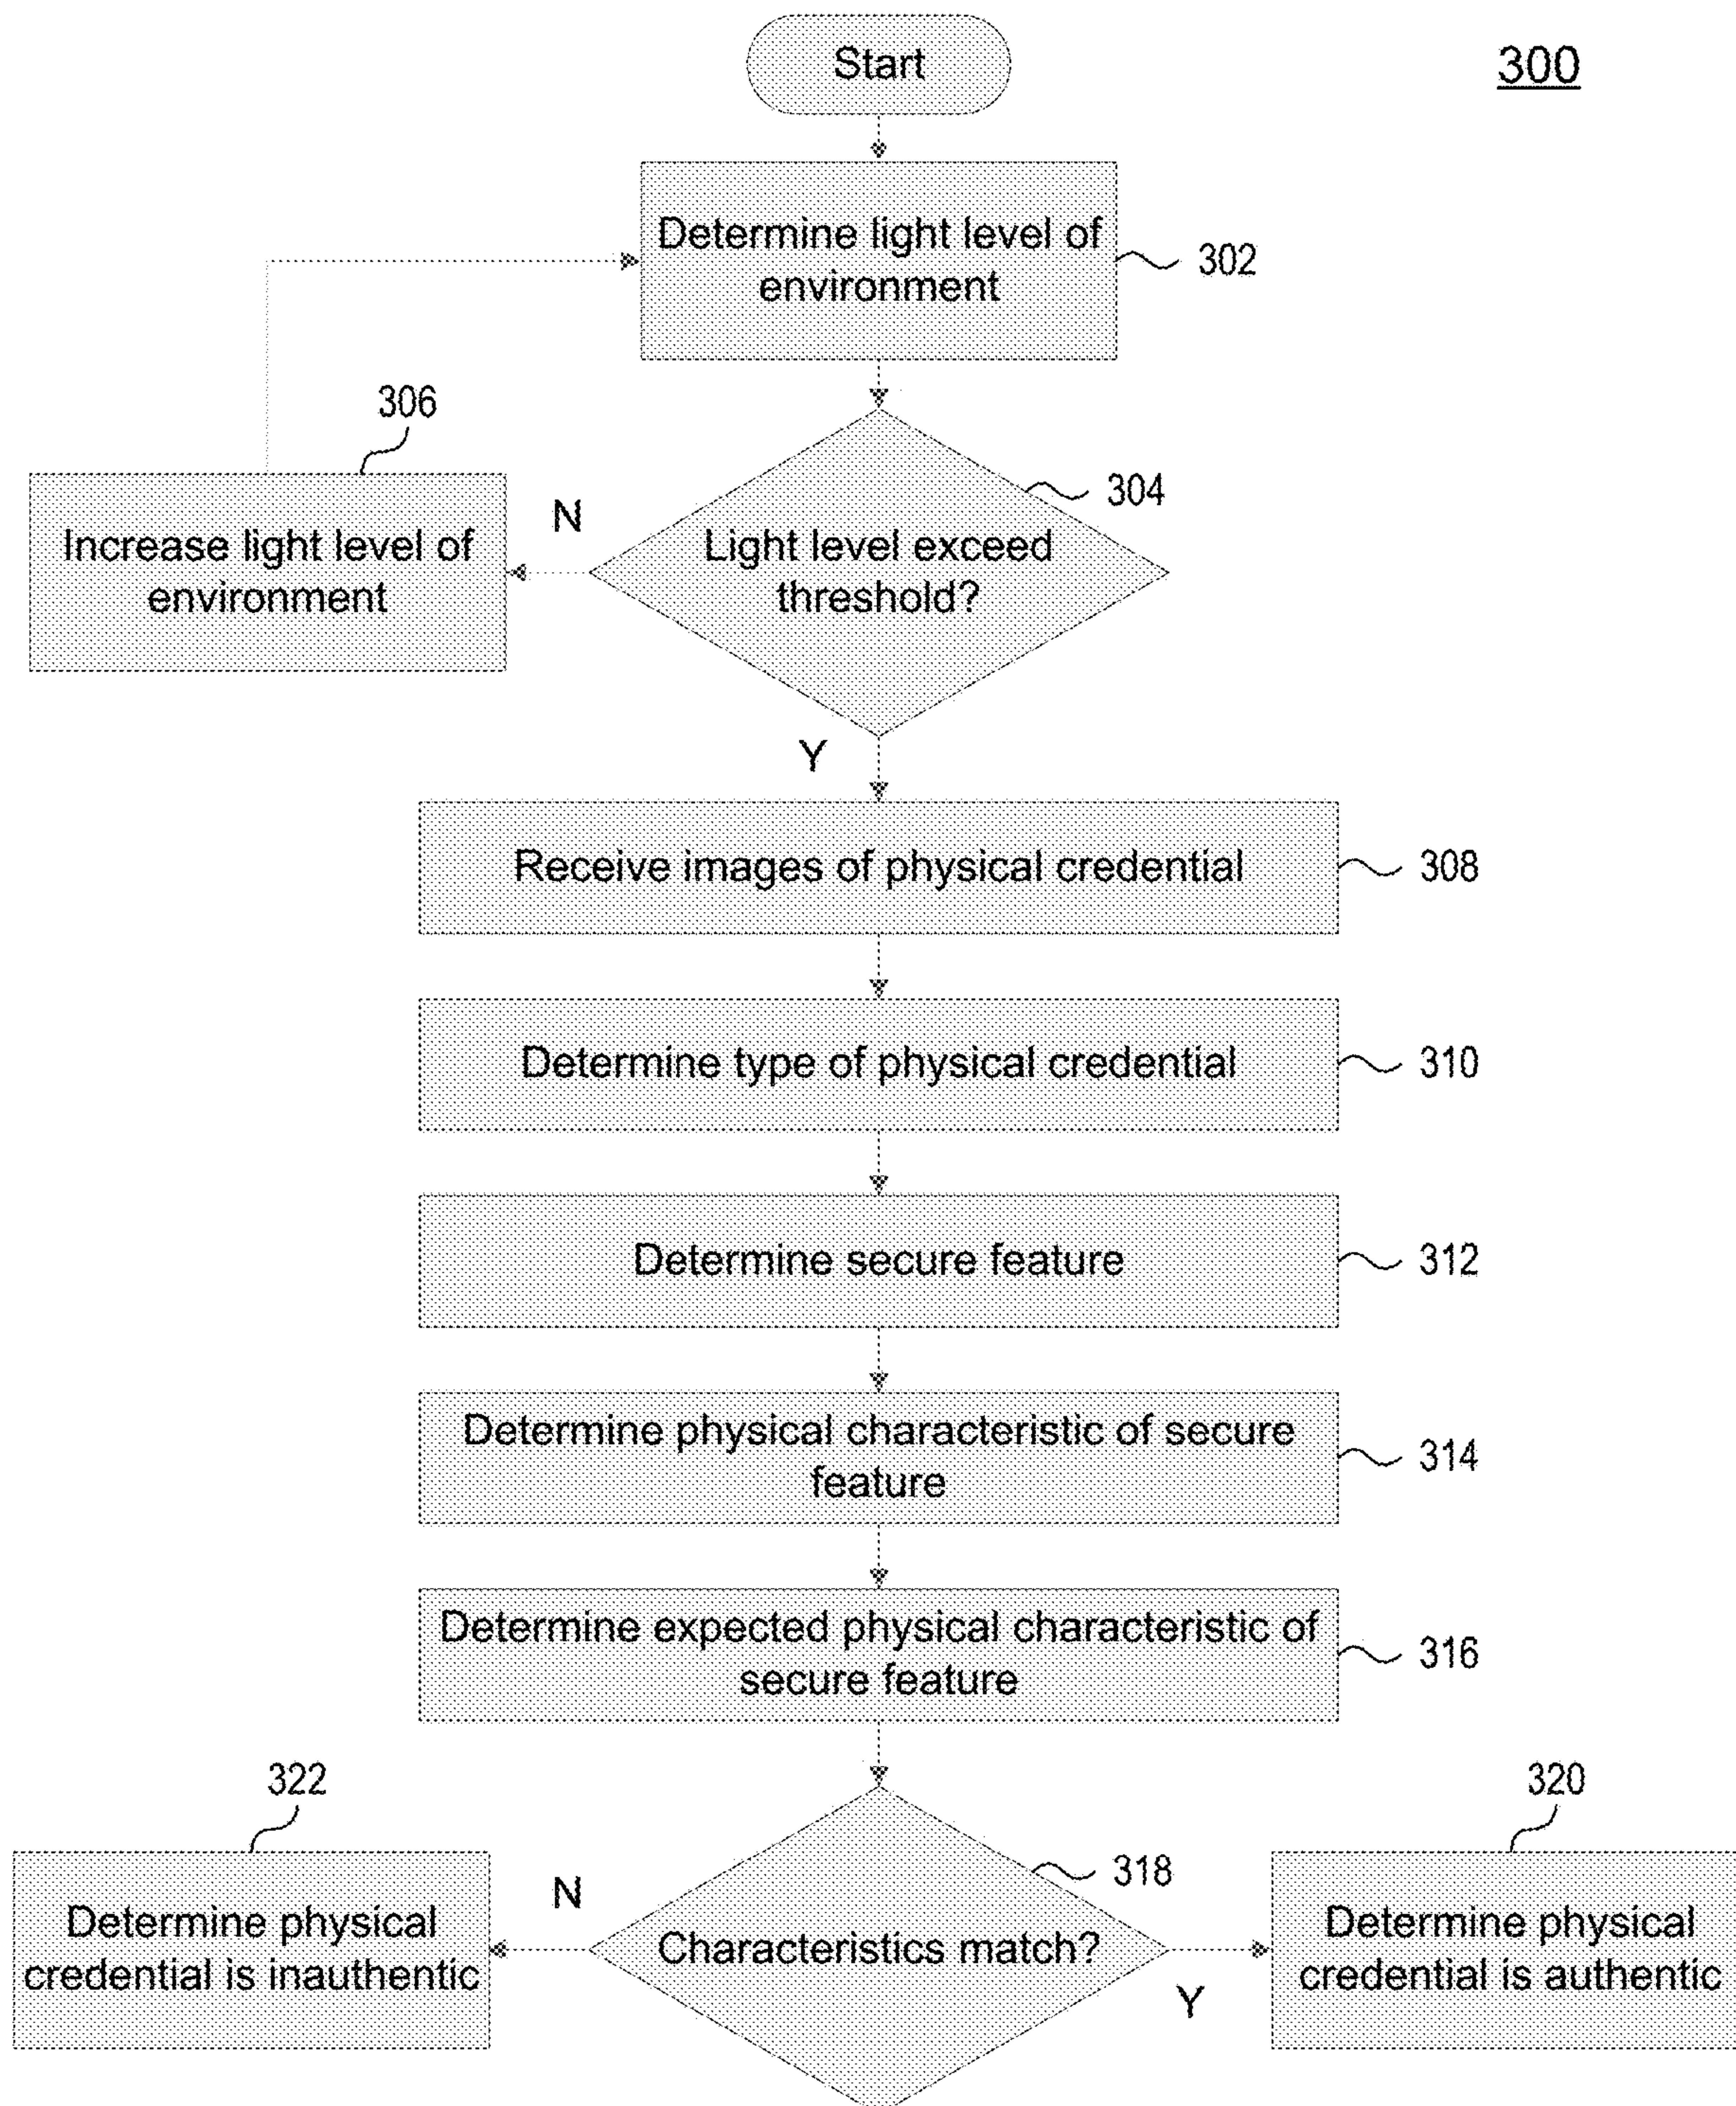 Start
300
Determine light level of
environment
302
306
304
N
Increase light level of
environment
Light level exceed
threshold?
Y
Receive images of physical credential
308
Determine type of physical credential
310
Determine secure feature
312
Determine physical characteristic of secure
feature
314
Determine expected physical characteristic of
secure feature
316
322
320
318
N
Determine physical
credential is inauthentic
Characteristics match?
Y
Determine physical
credential is authentic